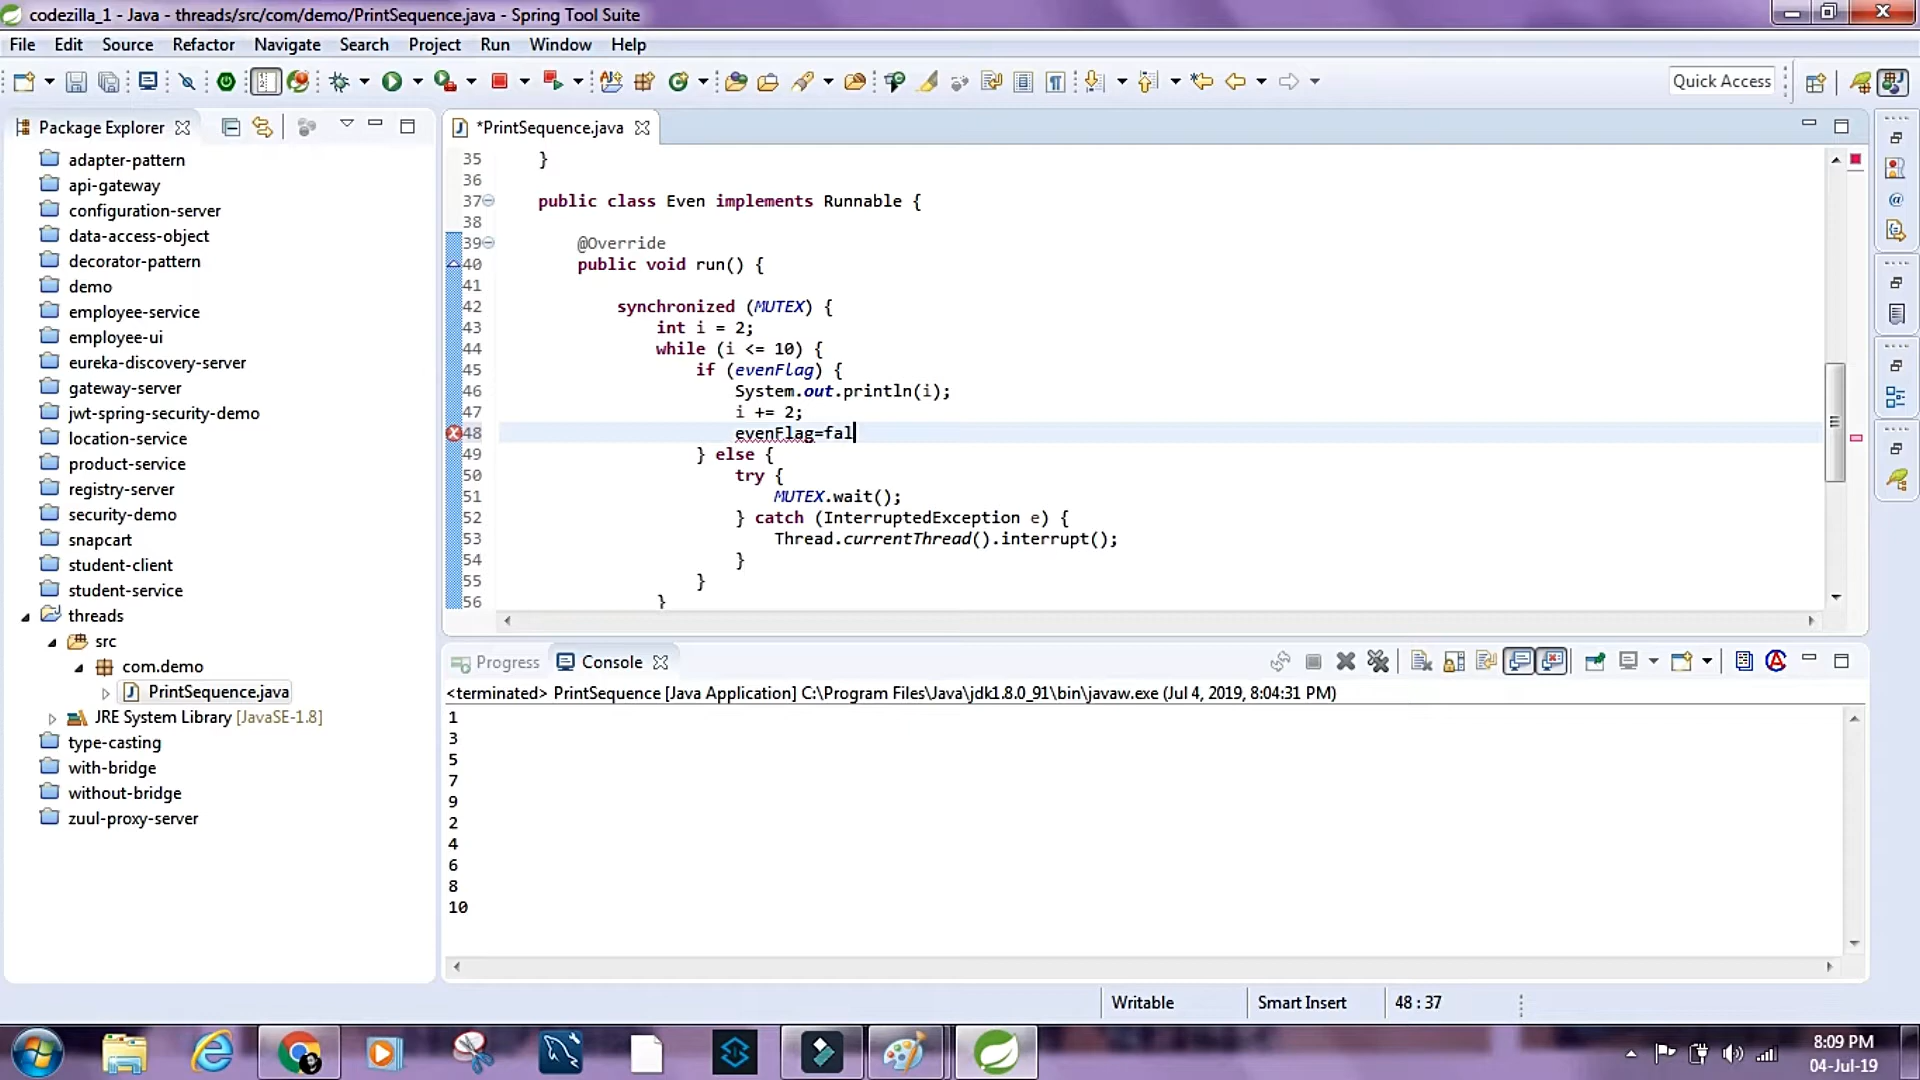 codezilla_1 - Java - threads/src/com/demo/PrintSequence.java - Spring Tool Suite
File Edit Source Refactor Navigate Search Project Run Window Help
Quick Access
Package Explorer
adapter-pattern
api-gateway
configuration-server
data-access-object
decorator-pattern
demo
employee-service
employee-ui
eureka-discovery-server
gateway-server
jwt-spring-security-demo
location-service
product-service
registry-server
security-demo
snapcart
student-client
student-service
threads
src
com.demo
PrintSequence.java
JRE System Library [JavaSE-1.8]
type-casting
with-bridge
without-bridge
zuul-proxy-server
*PrintSequence.java
35 }
36
37 public class Even implements Runnable {
38
39 @Override
40 public void run() {
41
42 synchronized (MUTEX) {
43 int i = 2;
44 while (i <= 10) {
45 if (evenFlag) {
46 System.out.println(i);
47 i += 2;
48 evenFlag=fal
49 } else {
50 try {
51 MUTEX.wait();
52 } catch (InterruptedException e) {
53 Thread.currentThread().interrupt();
54 }
55 }
56 }
Progress Console
<terminated> PrintSequence [Java Application] C:\Program Files\Java\jdk1.8.0_91\bin\javaw.exe (Jul 4, 2019, 8:04:31 PM)
1
3
5
7
9
2
4
6
8
10
Writable Smart Insert 48 : 37
8:09 PM
04-Jul-19